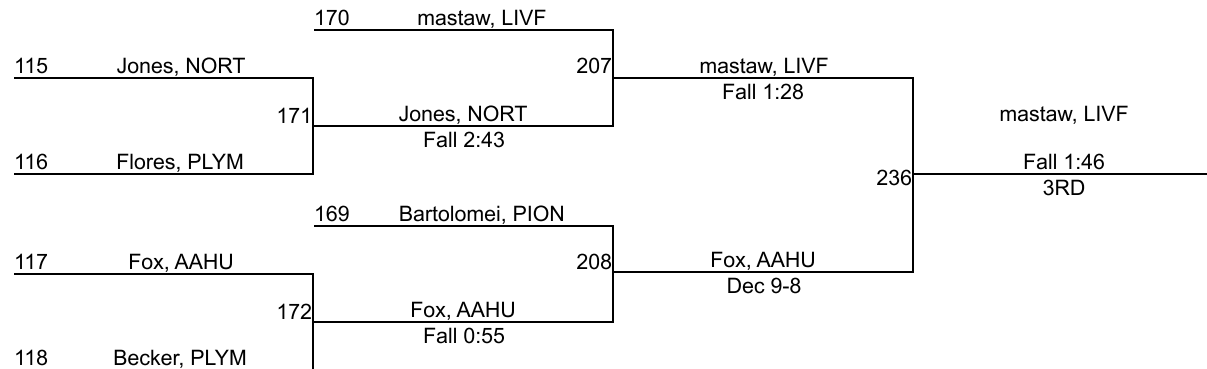 170 mastaw, LIVF
115 Jones, NORT
207 mastaw, LIVF
Fall 1:28
171 Jones, NORT
Fall 2:43
mastaw, LIVF
116 Flores, PLYM
Fall 1:46
236
3RD
169 Bartolomei, PION
117 Fox, AAHU
208 Fox, AAHU
Dec 9-8
172 Fox, AAHU
Fall 0:55
118 Becker, PLYM